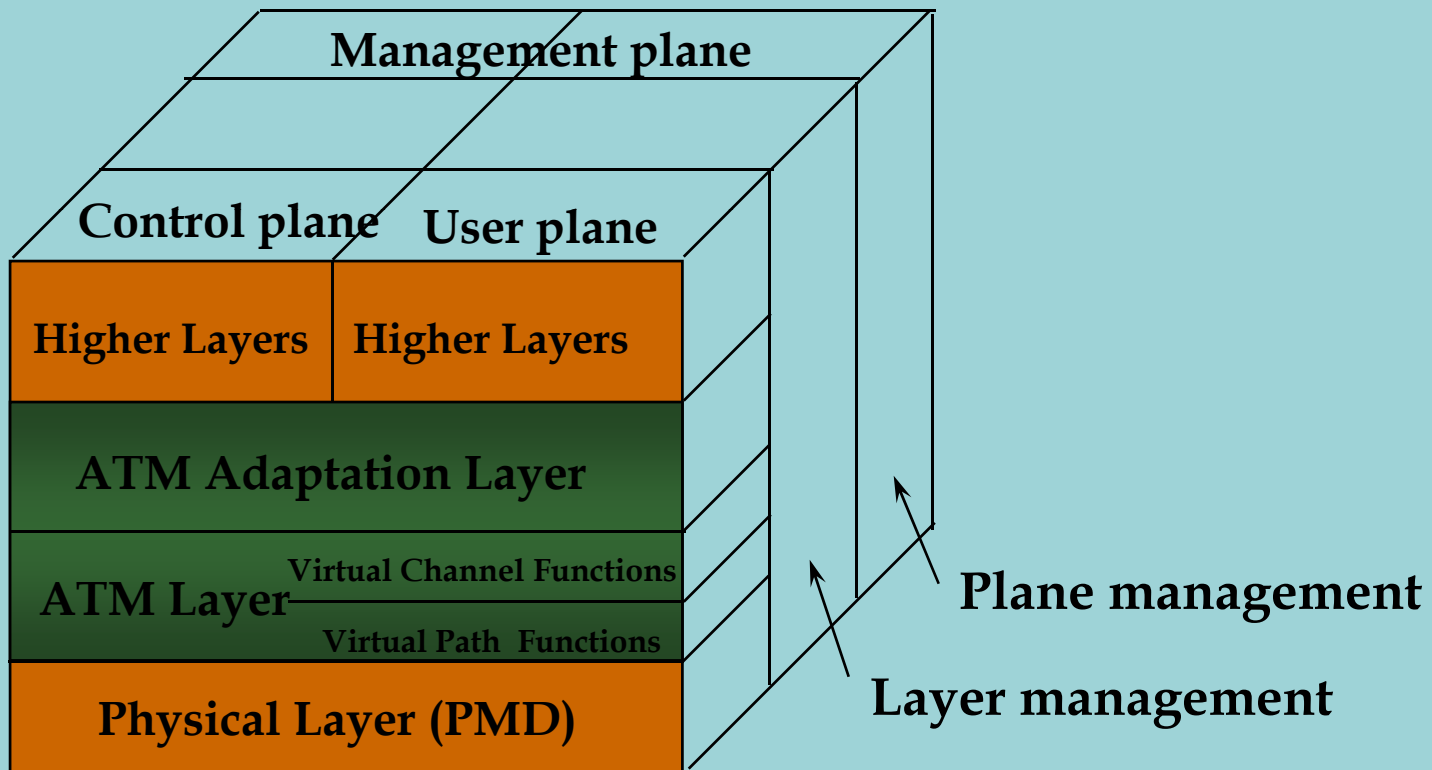 Management plane
Control plane
User plane
Higher Layers
Higher Layers
ATM Adaptation Layer
Virtual Channel Functions
ATM Layer
Virtual Path Functions
Physical Layer (PMD)
Plane management
Layer management